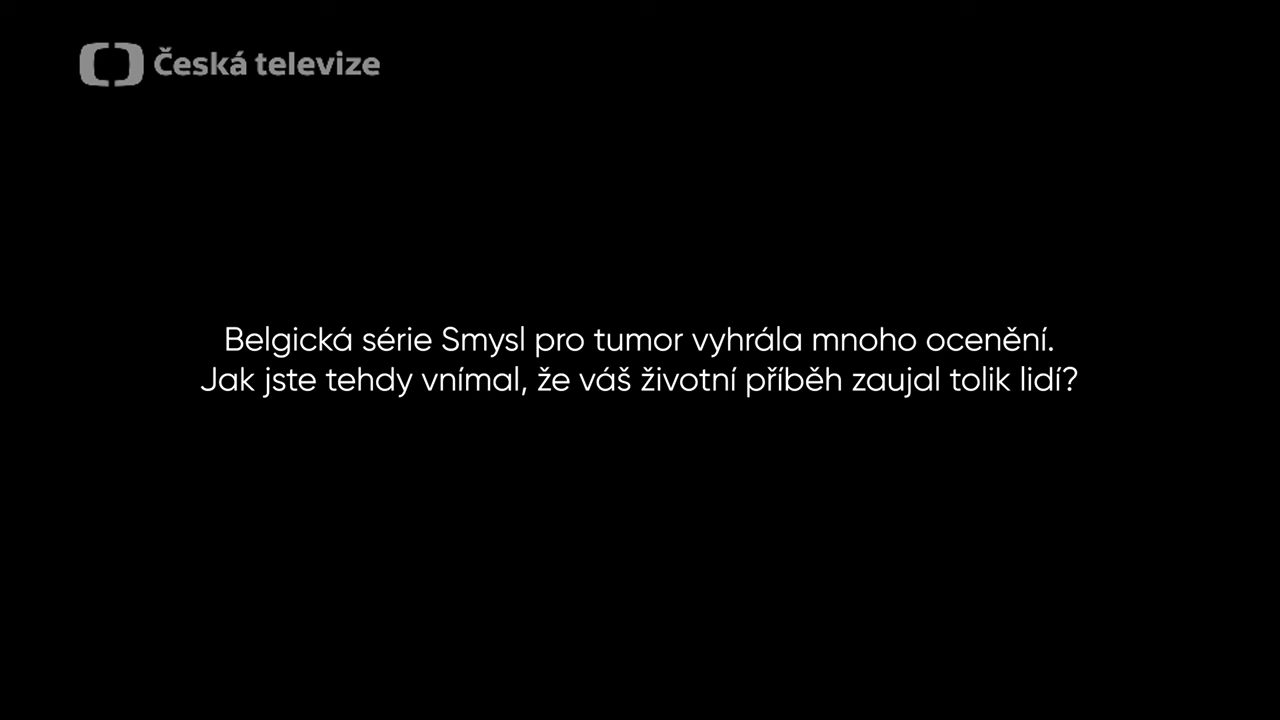 Česká televize
Belgická série Smysl pro tumor vyhrála mnoho ocenění.
Jak jste tehdy vnímal, že váš životní příběh zaujal tolik lidí?